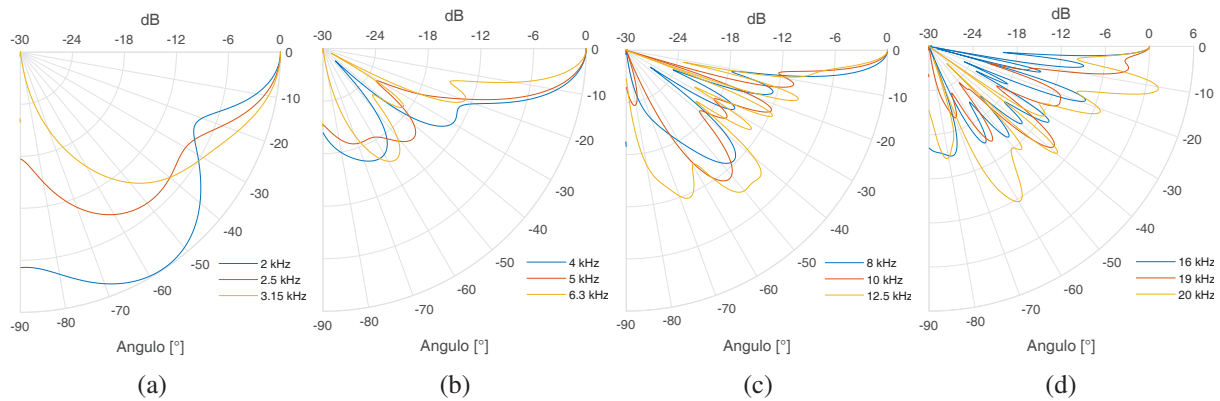 dB
-30 -24 -18 -12 -6 0
-10
-20
-30
-40
-50
-60
-70
-80
-90
2 kHz
2.5 kHz
3.15 kHz
Angulo [°]
(a)
dB
-30 -24 -18 -12 -6 0
-10
-20
-30
-40
-50
-60
-70
-80
-90
4 kHz
5 kHz
6.3 kHz
Angulo [°]
(b)
dB
-30 -24 -18 -12 -6 0
-10
-20
-30
-40
-50
-60
-70
-80
-90
8 kHz
10 kHz
12.5 kHz
Angulo [°]
(c)
dB
-30 -24 -18 -12 -6 0 6
0
-10
-20
-30
-40
-50
-60
-70
-80
-90
16 kHz
19 kHz
20 kHz
Angulo [°]
(d)